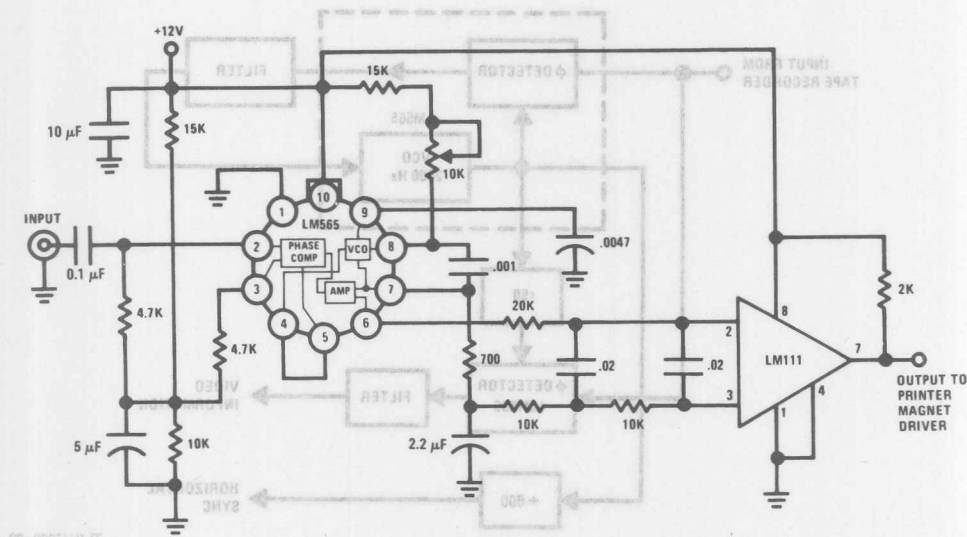 +12V
FILTER
φ DETECTOR
INPUT FROM
TAPE RECORDER
15K
10 µF
15K
10K
VCO
1
10
9
LM565
INPUT
2
PHASE
COMP
VCO
8
.0047
0.1 µF
.001
3
AMP
7
4.7K
4
5
6
20K
2
8
2K
4.7K
700
.02
.02
LM111
7
φ DETECTOR
FILTER
VIDEO
3
1
4
OUTPUT TO
PRINTER
MAGNET
DRIVER
5 µF
10K
2.2 µF
10K
10K
HORIZONTAL
SYNC